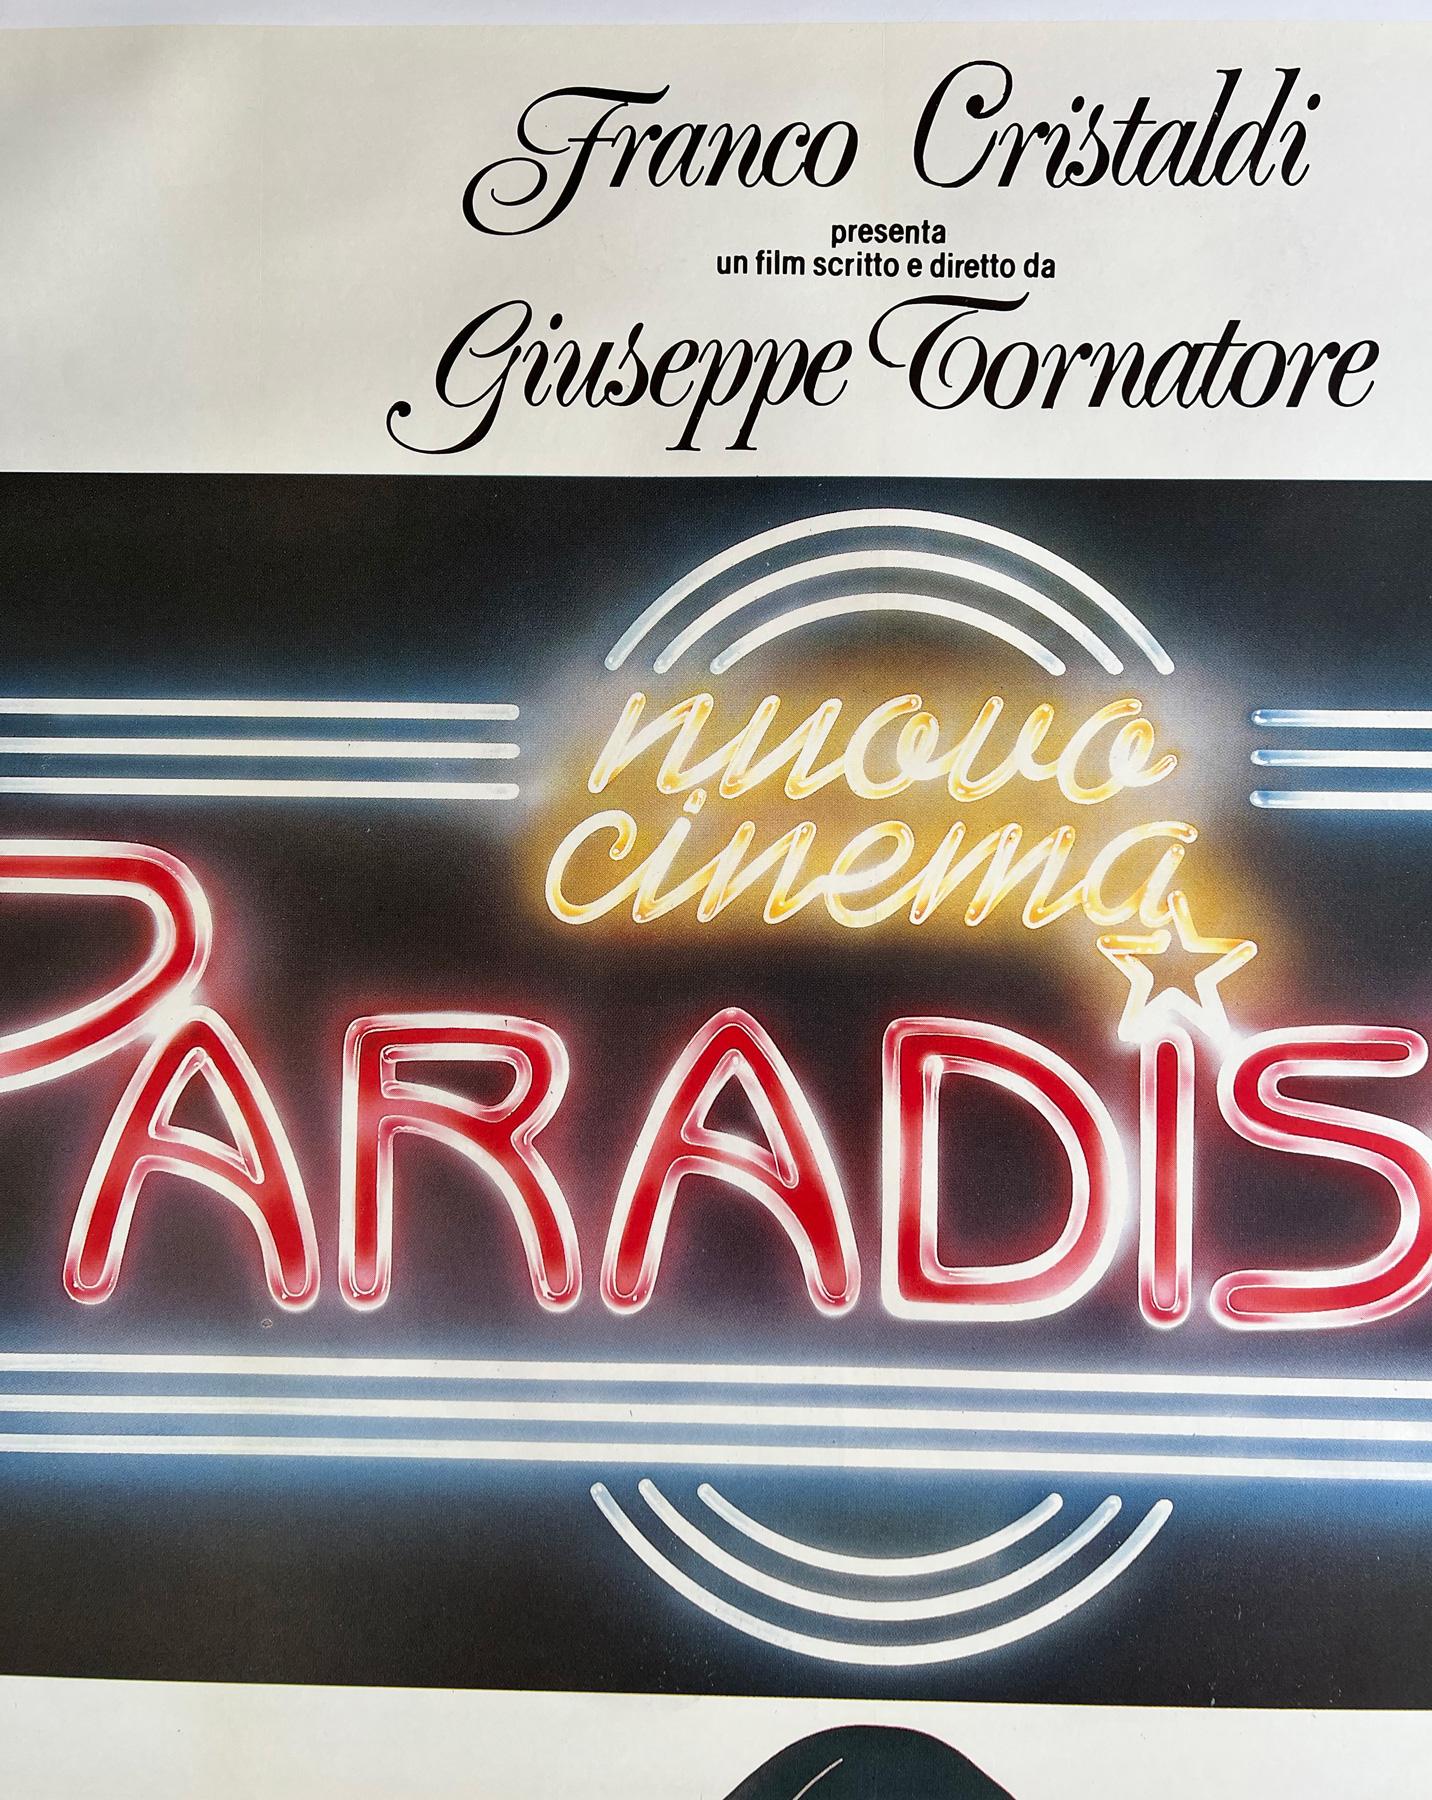 Franco Cristaldi
presenta
un film scritto e diretto da
Giuseppe Tornatore
nuovo
cinema
PARADIS